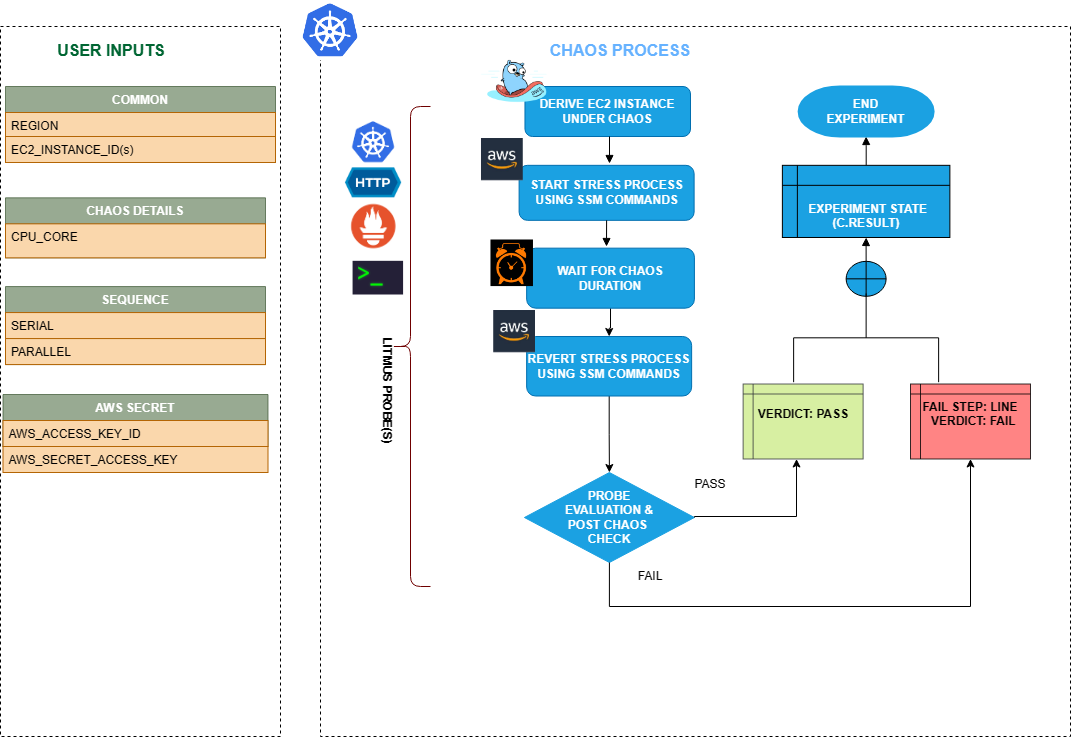 USER INPUTS
COMMON
REGION
EC2_INSTANCE_ID(s)
CHAOS DETAILS
CPU_CORE
SEQUENCE
SERIAL
PARALLEL
AWS SECRET
AWS_ACCESS_KEY_ID
AWS_SECRET_ACCESS_KEY
CHAOS PROCESS
HTTP
>_
LITMUS PROBE(S)
DERIVE EC2 INSTANCE
UNDER CHAOS
aws
START STRESS PROCESS
USING SSM COMMANDS
WAIT FOR CHAOS
DURATION
aws
REVERT STRESS PROCESS
USING SSM COMMANDS
PROBE
EVALUATION &
POST CHAOS
CHECK
PASS
FAIL
VERDICT: PASS
FAIL STEP: LINE
VERDICT: FAIL
EXPERIMENT STATE
(C.RESULT)
END
EXPERIMENT